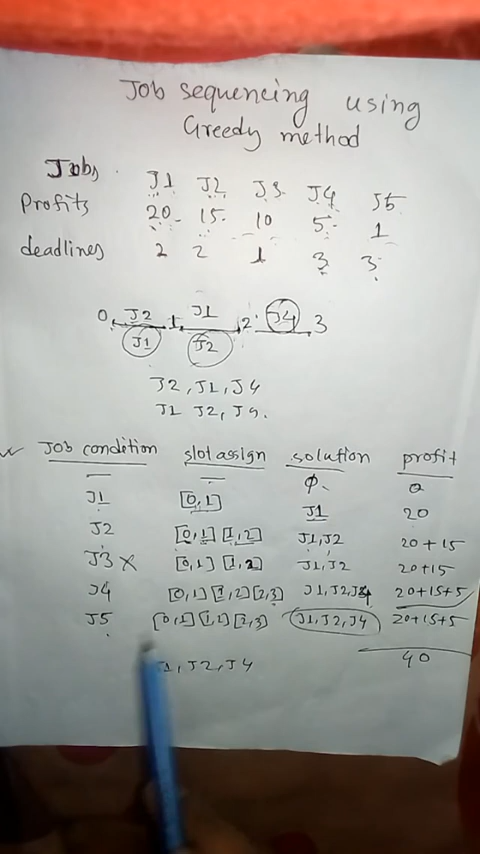 Job sequencing using
Greedy method
Jobs. J1 J2 J3 J4 J5
Profits 20 15 10 5 1
deadlines 2 2 1 3 3
J2 J1
0 1 2 J4 3
J1 J2
J2, J1, J4
J1 J2, J4.
Job condition slot assign solution profit
— — ϕ 0
J1 [0,1] J1 20
J2 [0,1] [1,2] J1, J2 20+15
J3 × [0,1] [1,2] J1, J2 20+15
J4 [0,1] [1,2] [2,3] J1, J2, J4 20+15+5
J5 [0,1] [1,2] [2,3] J1, J2, J4 20+15+5
1, J2, J4 40